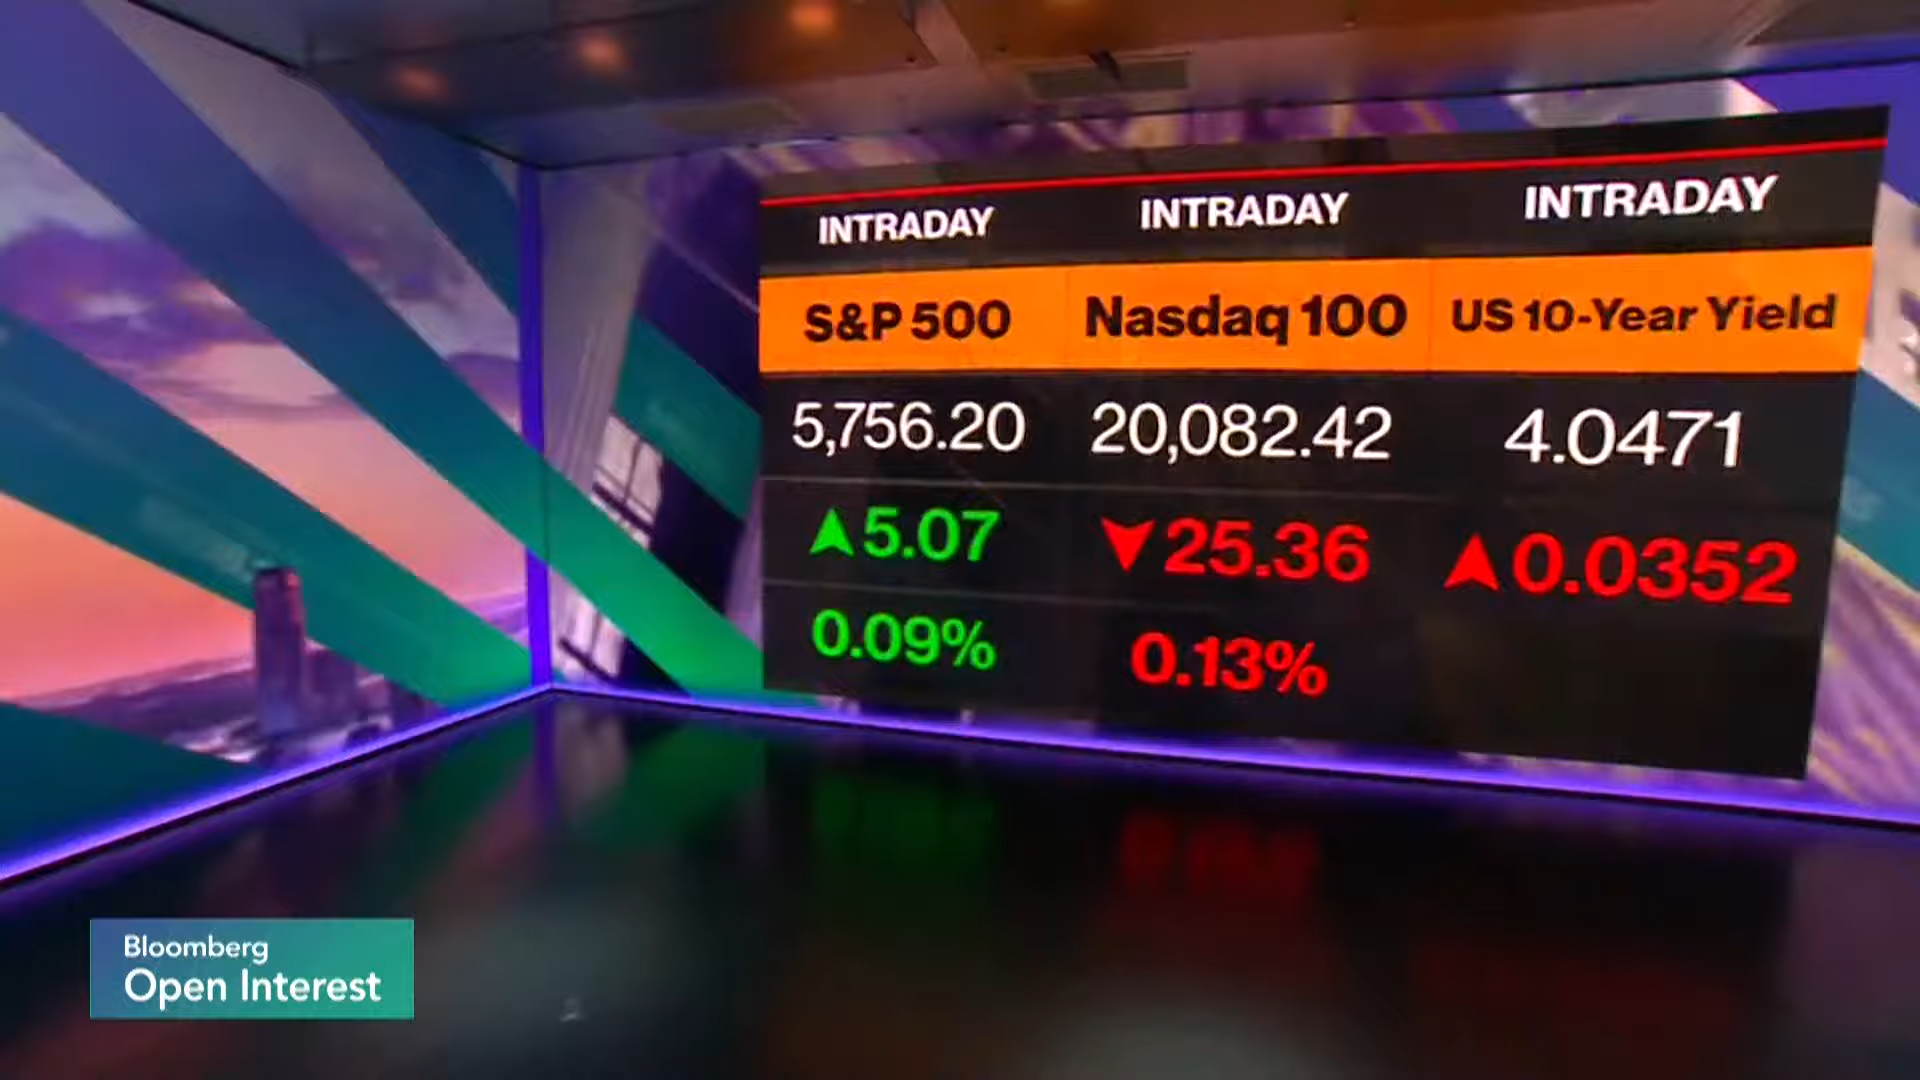 INTRADAY INTRADAY INTRADAY
S&P 500 Nasdaq 100 US 10-Year Yield
5,756.20 20,082.42 4.0471
▲5.07 ▼25.36 ▲0.0352
0.09% 0.13%
Bloomberg
Open Interest